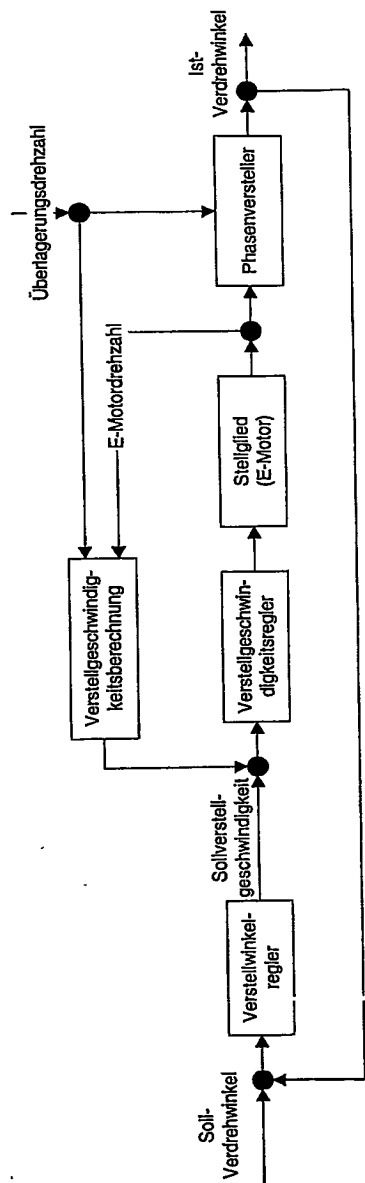 Soll-
Verdrehwinkel
Verstellwinkel-
regler
Sollverstell-
geschwindigkeit
Verstellgeschwindig-
keitsberechnung
Verstellgeschwin-
digkeitsregler
Stellglied
(E-Motor)
E-Motordrehzahl
Überlagerungsdrehzahl
Phasenversteller
Ist-
Verdrehwinkel